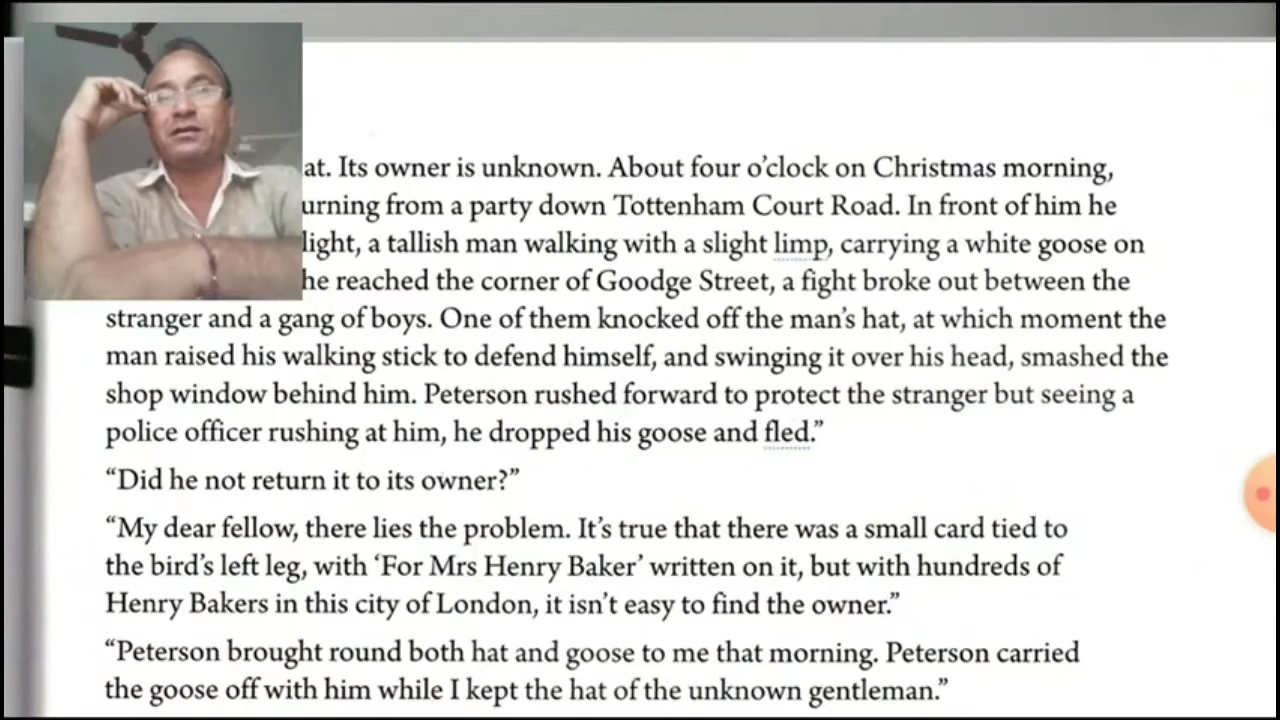 at. Its owner is unknown. About four o’clock on Christmas morning,
urning from a party down Tottenham Court Road. In front of him he
light, a tallish man walking with a slight limp, carrying a white goose on
he reached the corner of Goodge Street, a fight broke out between the
stranger and a gang of boys. One of them knocked off the man’s hat, at which moment the
man raised his walking stick to defend himself, and swinging it over his head, smashed the
shop window behind him. Peterson rushed forward to protect the stranger but seeing a
police officer rushing at him, he dropped his goose and fled.”
“Did he not return it to its owner?”
“My dear fellow, there lies the problem. It’s true that there was a small card tied to
the bird’s left leg, with ‘For Mrs Henry Baker’ written on it, but with hundreds of
Henry Bakers in this city of London, it isn’t easy to find the owner.”
“Peterson brought round both hat and goose to me that morning. Peterson carried
the goose off with him while I kept the hat of the unknown gentleman.”